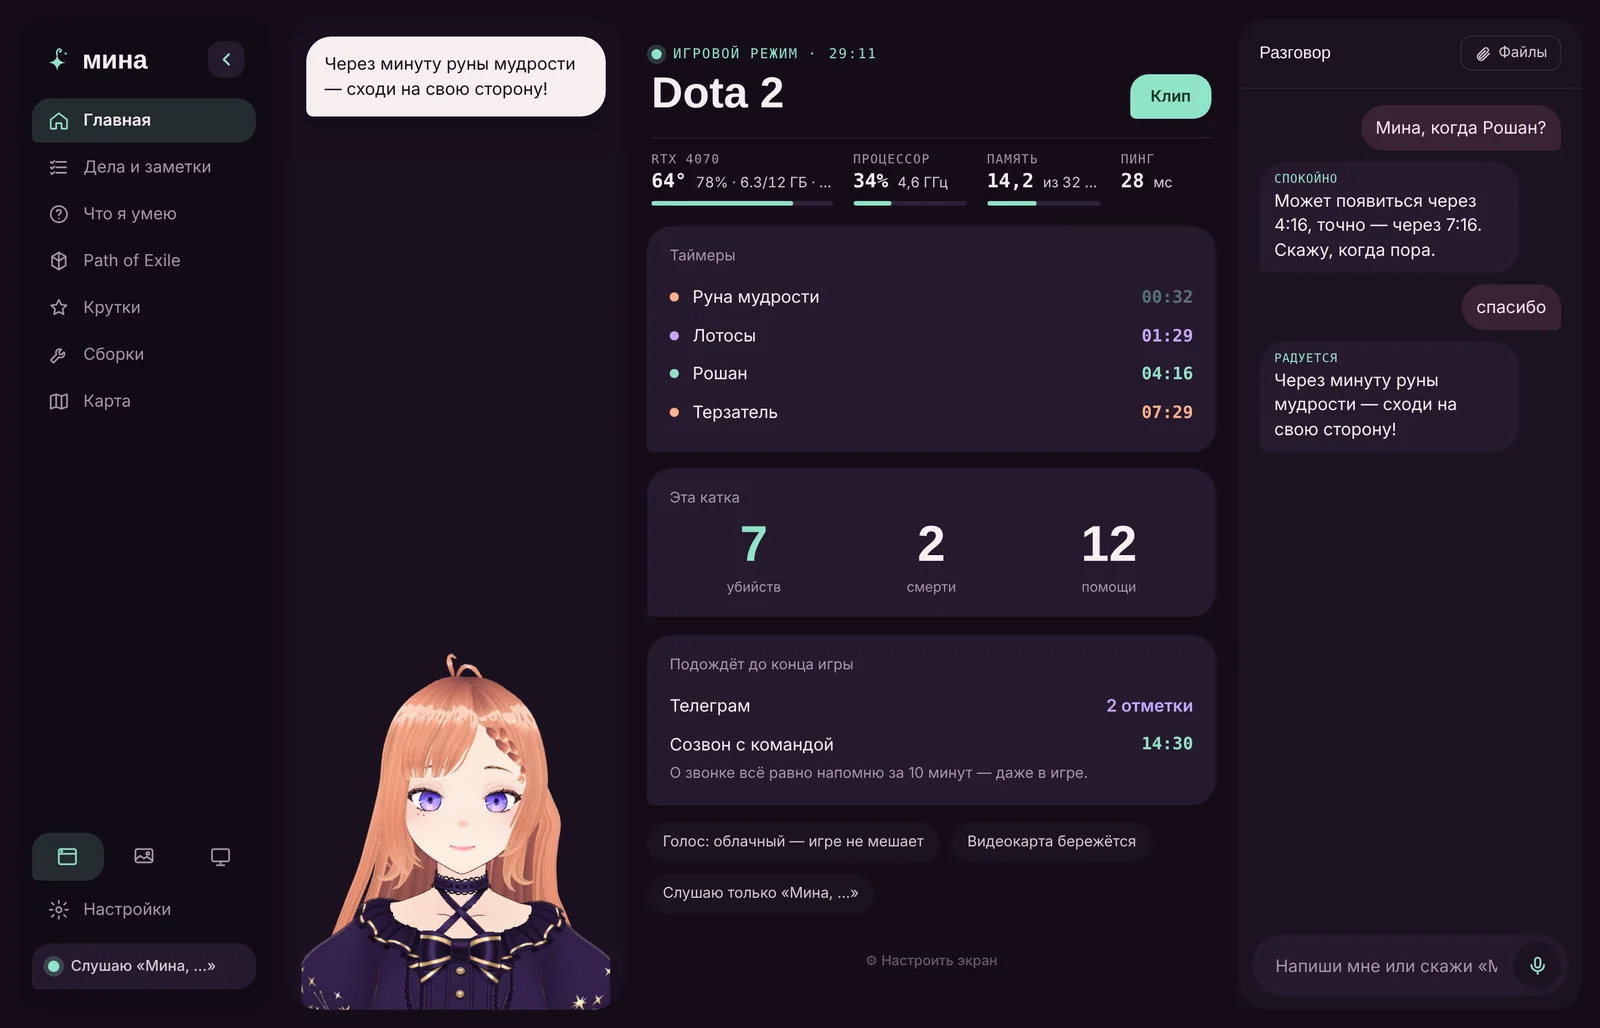 мина
Главная
Дела и заметки
Что я умею
Path of Exile
Крутки
Сборки
Карта
Настройки
Слушаю «Мина, ...»
Через минуту руны мудрости
— сходи на свою сторону!
ИГРОВОЙ РЕЖИМ · 29:11
Dota 2
Клип
RTX 4070
64° 78% · 6.3/12 ГБ · ...
ПРОЦЕССОР
34% 4,6 ГГц
ПАМЯТЬ
14,2 из 32 ...
ПИНГ
28 мс
Таймеры
Руна мудрости 00:32
Лотосы 01:29
Рошан 04:16
Терзатель 07:29
Эта катка
7 2 12
убийств смерти помощи
Подождёт до конца игры
Телеграм 2 отметки
Созвон с командой 14:30
О звонке всё равно напомню за 10 минут — даже в игре.
Голос: облачный — игре не мешает
Видеокарта бережётся
Слушаю только «Мина, ...»
Настроить экран
Разговор
Файлы
Мина, когда Рошан?
СПОКОЙНО
Может появиться через
4:16, точно — через 7:16.
Скажу, когда пора.
спасибо
РАДУЕТСЯ
Через минуту руны
мудрости — сходи на
свою сторону!
Напиши мне или скажи «М